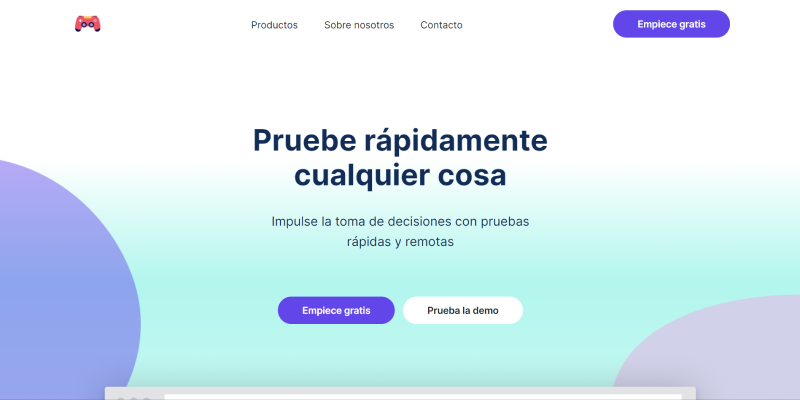 Productos
Sobre nosotros
Contacto
Empiece gratis
Pruebe rápidamente
cualquier cosa
Impulse la toma de decisiones con pruebas
rápidas y remotas
Empiece gratis
Prueba la demo